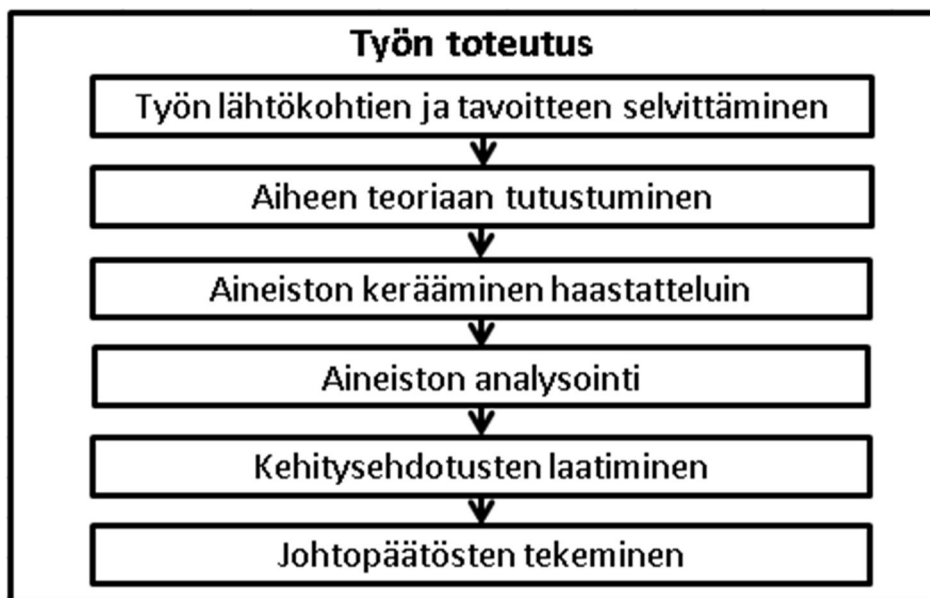 Työn toteutus
Työn lähtökohtien ja tavoitteen selvittäminen
Aiheen teoriaan tutustuminen
Aineiston kerääminen haastatteluin
Aineiston analysointi
Kehitysehdotusten laatiminen
Johtopäätösten tekeminen